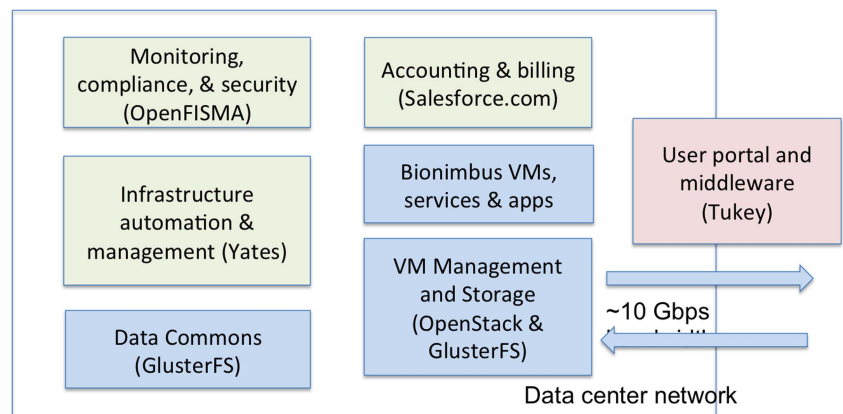 Monitoring,
compliance, & security
(OpenFISMA)
Accounting & billing
(Salesforce.com)
User portal and
middleware
(Tukey)
Bionimbus VMs,
services & apps
Infrastructure
automation &
management (Yates)
VM Management
and Storage
(OpenStack &
GlusterFS)
~10 Gbps
Data Commons
(GlusterFS)
Data center network